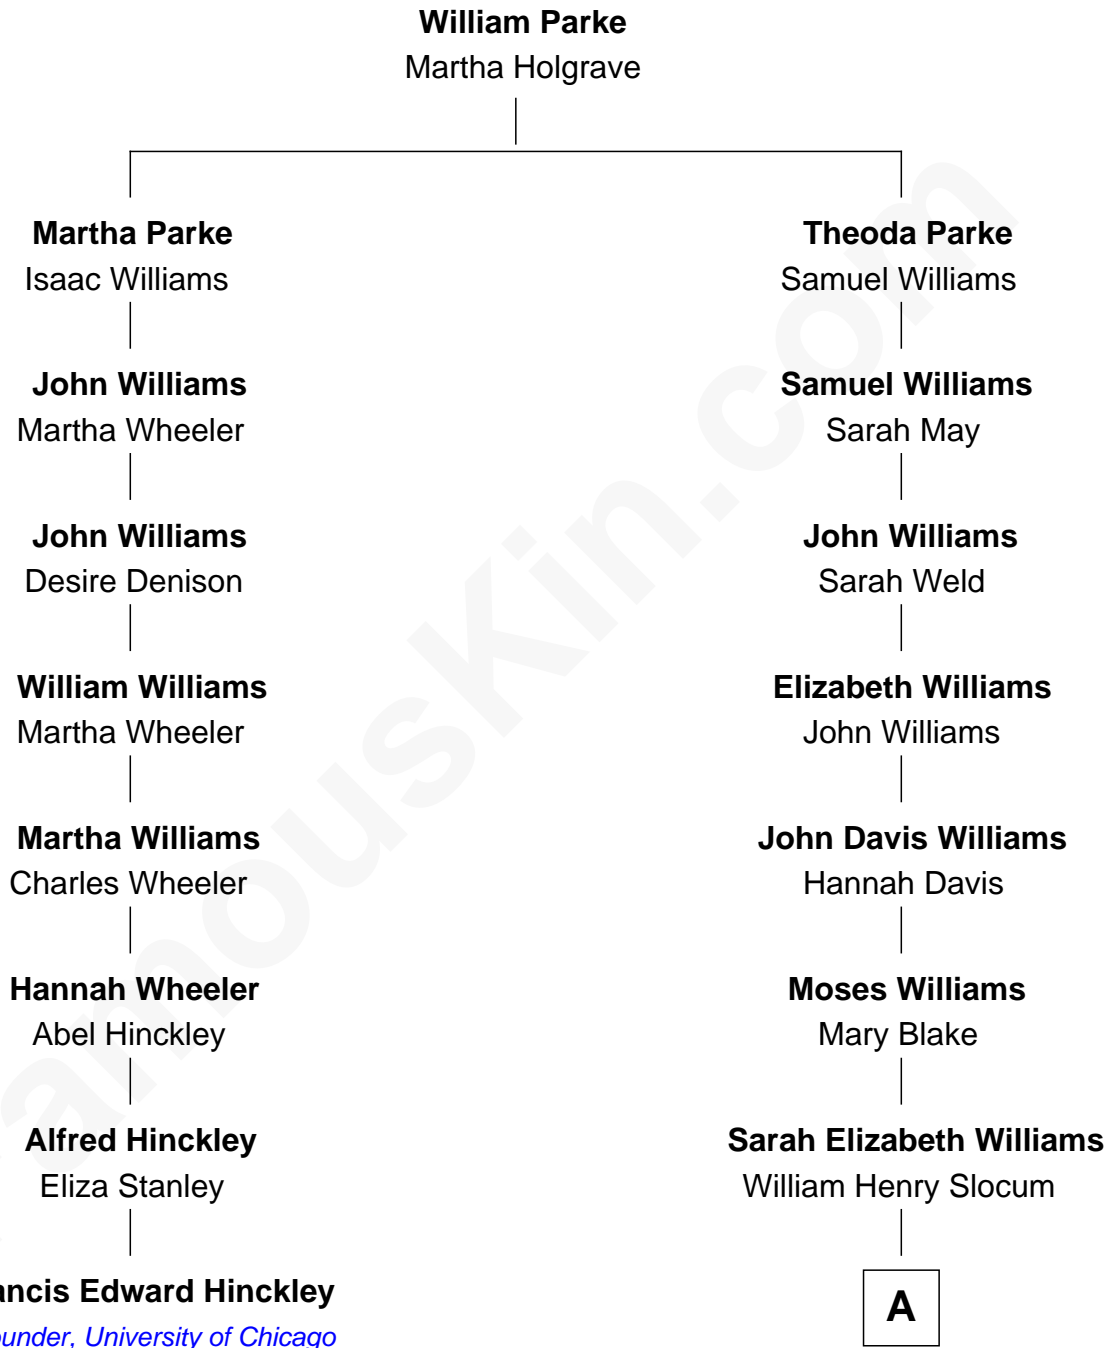 William Parke
Martha Holgrave
Martha Parke
Isaac Williams
Theoda Parke
Samuel Williams
John Williams
Martha Wheeler
Samuel Williams
Sarah May
John Williams
Desire Denison
John Williams
Sarah Weld
William Williams
Martha Wheeler
Elizabeth Williams
John Williams
Martha Williams
Charles Wheeler
John Davis Williams
Hannah Davis
Hannah Wheeler
Abel Hinckley
Moses Williams
Mary Blake
Alfred Hinckley
Eliza Stanley
Sarah Elizabeth Williams
William Henry Slocum
ancis Edward Hinckley
ounder, University of Chicago
A
amouskin.com